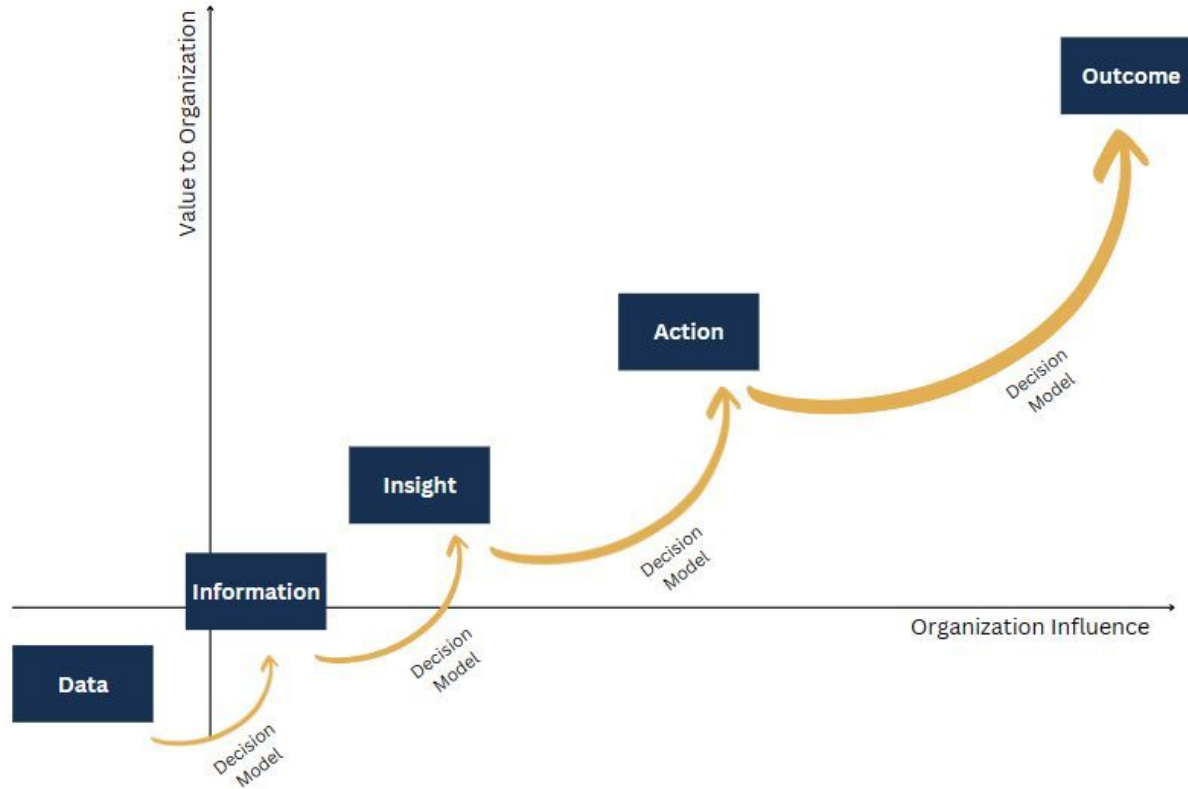 Value to Organization
Outcome
Action
Decision
Model
Insight
Decision
Model
Information
Organization Influence
Decision
Model
Data
Decision
Model